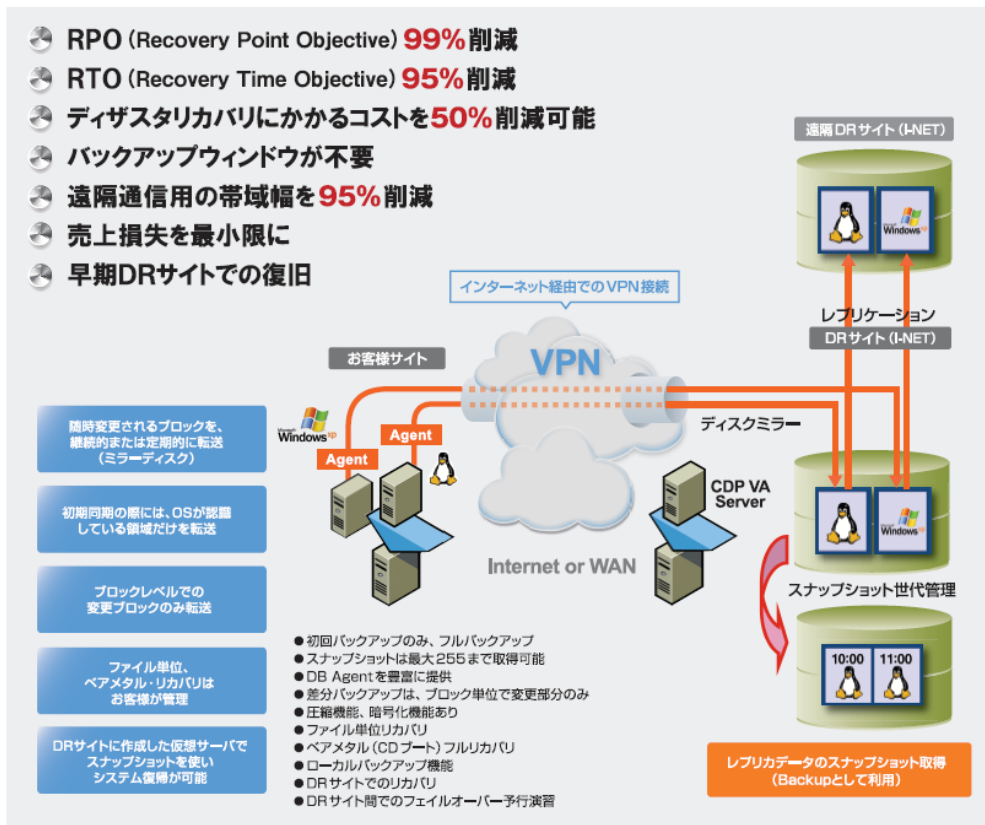 RPO（Recovery Point Objective）99%削減
RTO（Recovery Time Objective）95%削減
ディザスタリカバリにかかるコストを50%削減可能
バックアップウィンドウが不要
遠隔通信用の帯域幅を95%削減
売上損失を最小限に
早期DRサイトでの復旧
遠隔DRサイト（I-NET）
Windows
インターネット経由でのVPN接続
レプリケーション
DRサイト（I-NET）
お客様サイト
VPN
ディスクミラー
Microsoft
Windows xp
Agent
Agent
CDP VA
Server
Windows
Internet or WAN
スナップショット世代管理
10:00
11:00
レプリカデータのスナップショット取得
（Backupとして利用）
随時変更されるブロックを、
継続的または定期的に転送
（ミラーディスク）
初期同期の際には、OSが認識
している領域だけを転送
ブロックレベルでの
変更ブロックのみ転送
ファイル単位、
ベアメタル・リカバリは
お客様が管理
DRサイトに作成した仮想サーバで
スナップショットを使い
システム復帰が可能
●初回バックアップのみ、フルバックアップ
●スナップショットは最大255まで取得可能
●DB Agentを豊富に提供
●差分バックアップは、ブロック単位で変更部分のみ
●圧縮機能、暗号化機能あり
●ファイル単位リカバリ
●ベアメタル（CDブート）フルリカバリ
●ローカルバックアップ機能
●DRサイトでのリカバリ
●DRサイト間でのフェイルオーバー予行演習